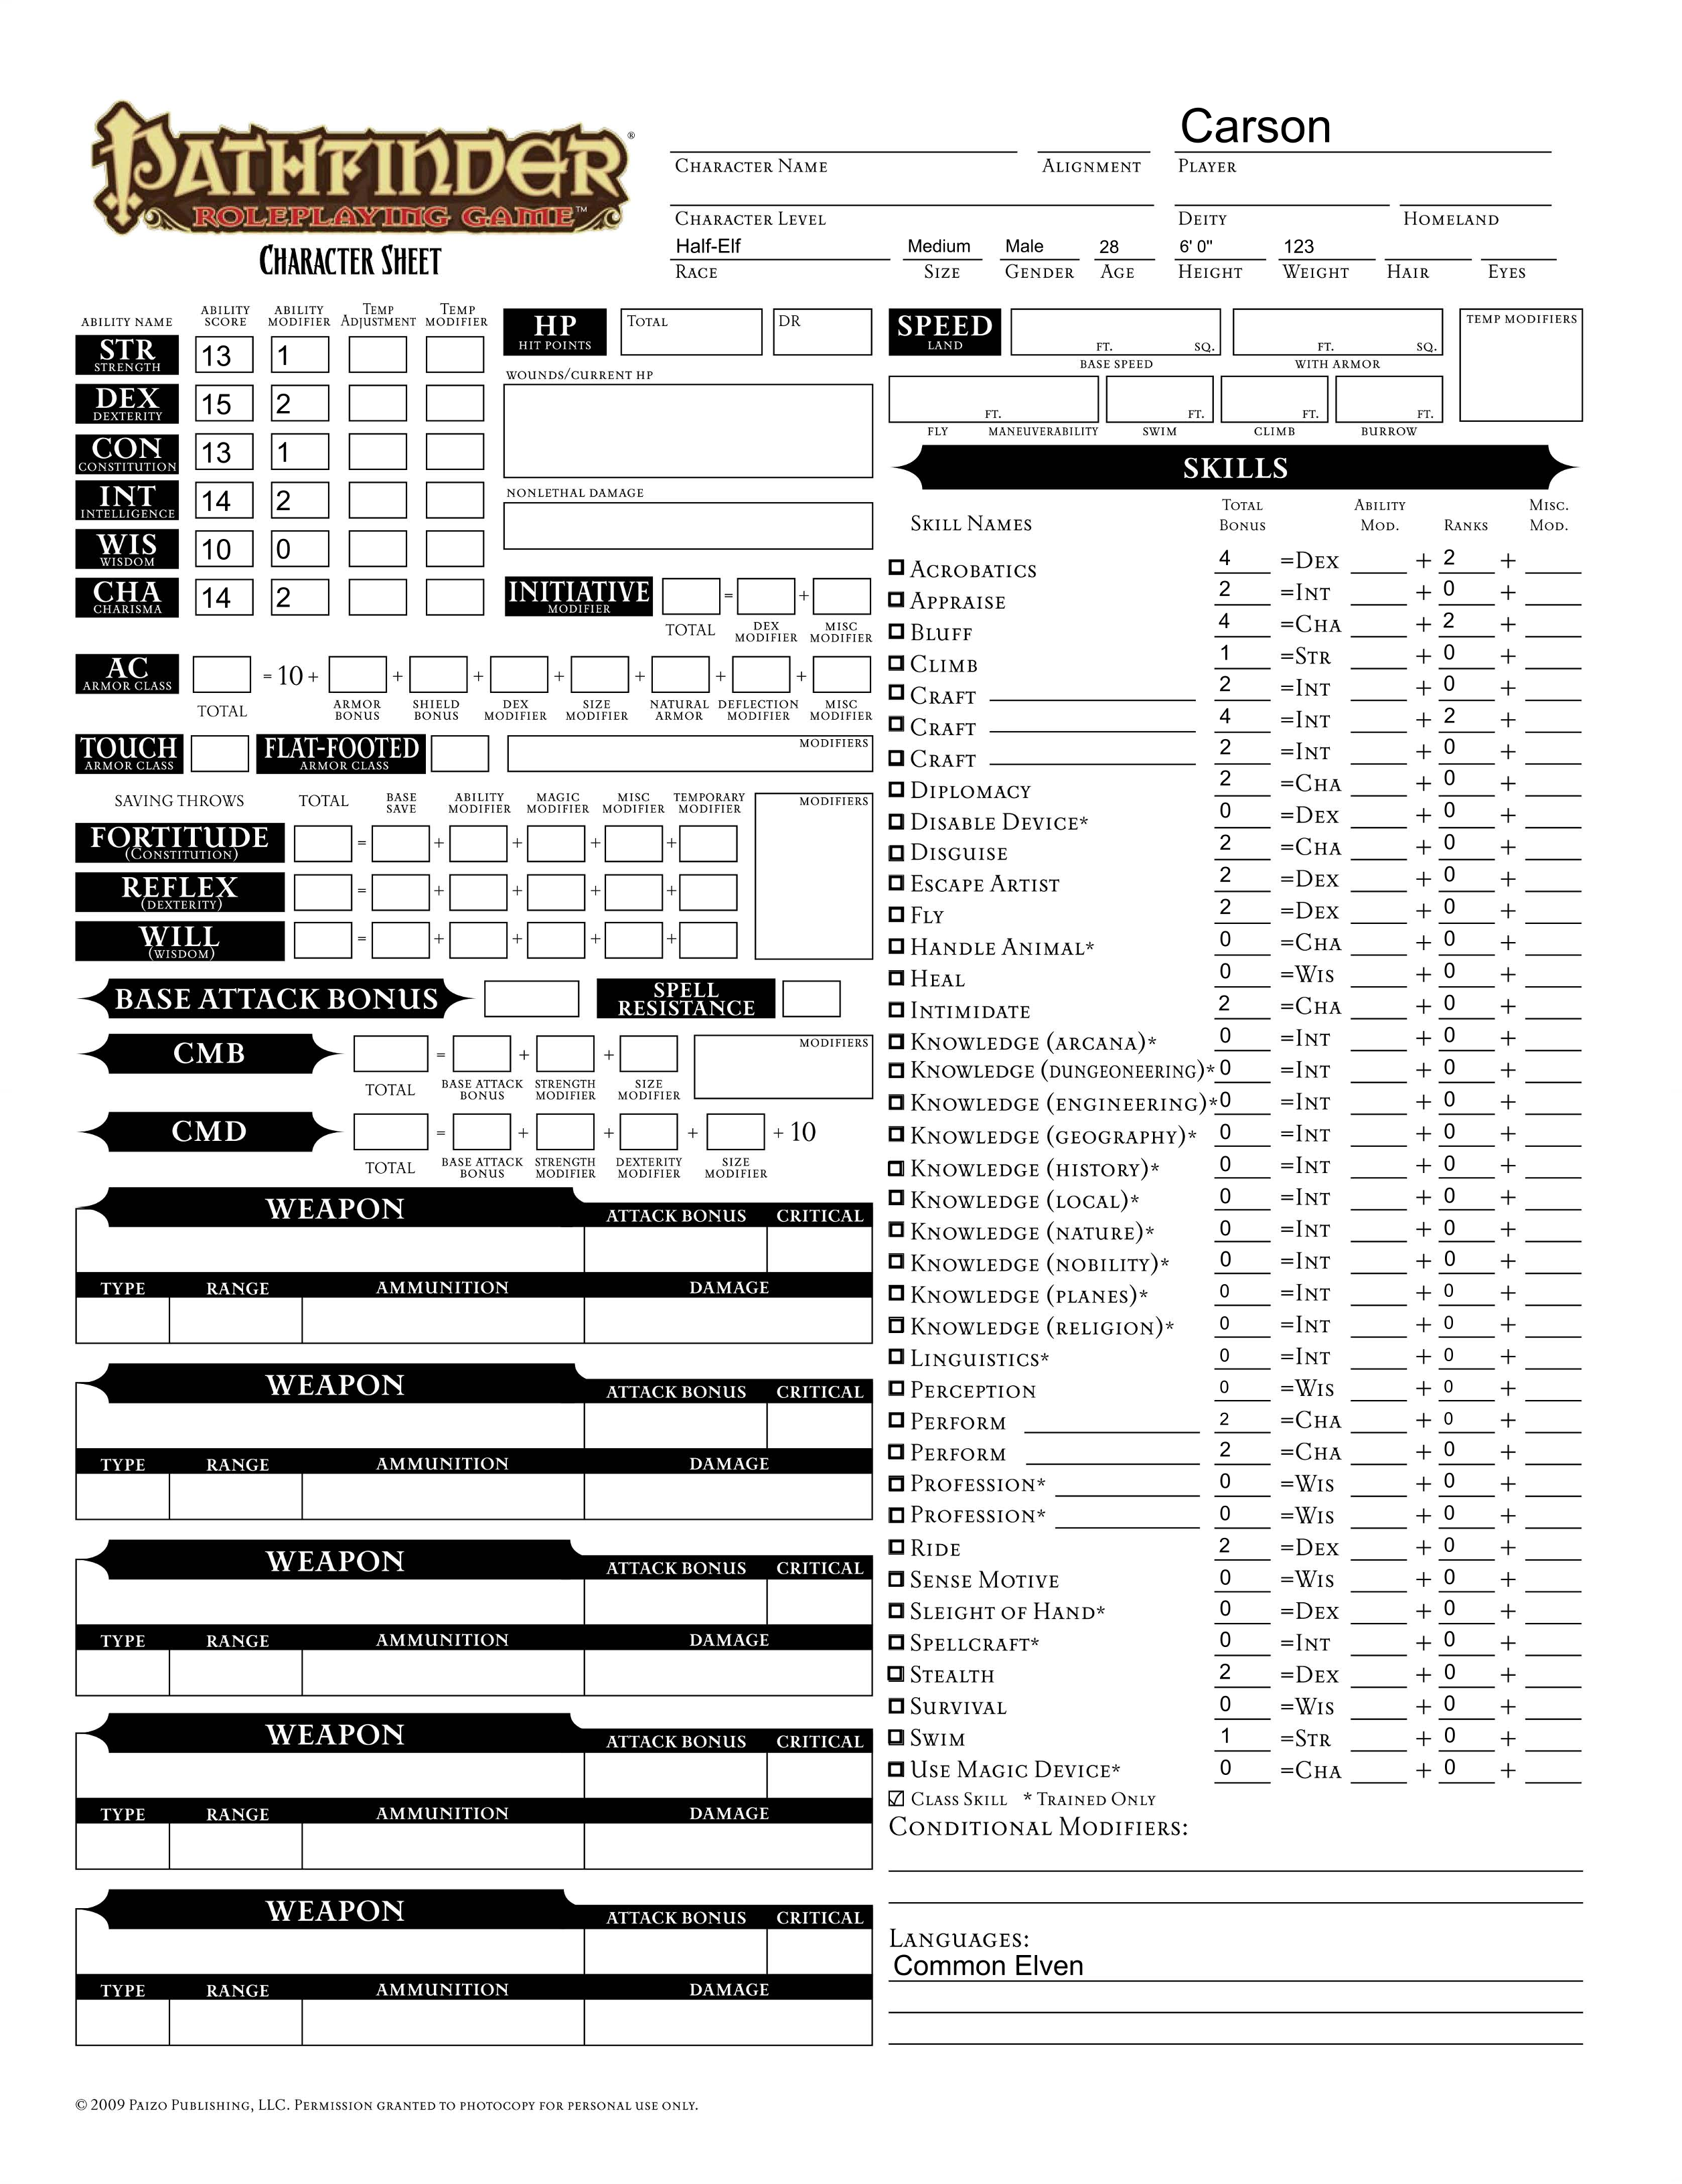 PATHFINDER®
ROLEPLAYING GAME™
CHARACTER SHEET
Carson
CHARACTER NAME ALIGNMENT PLAYER
CHARACTER LEVEL DEITY HOMELAND
Half-Elf Medium Male 28 6' 0" 123
RACE SIZE GENDER AGE HEIGHT WEIGHT HAIR EYES
ABILITY NAME ABILITY SCORE ABILITY MODIFIER TEMP ADJUSTMENT TEMP MODIFIER
STR STRENGTH 13 1
DEX DEXTERITY 15 2
CON CONSTITUTION 13 1
INT INTELLIGENCE 14 2
WIS WISDOM 10 0
CHA CHARISMA 14 2
HP HIT POINTS TOTAL DR
WOUNDS/CURRENT HP
NONLETHAL DAMAGE
INITIATIVE MODIFIER = +
TOTAL DEX MODIFIER MISC MODIFIER
AC ARMOR CLASS = 10 + + + + + + +
TOTAL ARMOR BONUS SHIELD BONUS DEX MODIFIER SIZE MODIFIER NATURAL ARMOR DEFLECTION MODIFIER MISC MODIFIER
TOUCH ARMOR CLASS FLAT-FOOTED ARMOR CLASS MODIFIERS
SAVING THROWS TOTAL BASE SAVE ABILITY MODIFIER MAGIC MODIFIER MISC MODIFIER TEMPORARY MODIFIER MODIFIERS
FORTITUDE (CONSTITUTION) = + + + +
REFLEX (DEXTERITY) = + + + +
WILL (WISDOM) = + + + +
BASE ATTACK BONUS SPELL RESISTANCE
CMB = + + MODIFIERS
TOTAL BASE ATTACK BONUS STRENGTH MODIFIER SIZE MODIFIER
CMD = + + + + 10
TOTAL BASE ATTACK BONUS STRENGTH MODIFIER DEXTERITY MODIFIER SIZE MODIFIER
WEAPON ATTACK BONUS CRITICAL
TYPE RANGE AMMUNITION DAMAGE
WEAPON ATTACK BONUS CRITICAL
TYPE RANGE AMMUNITION DAMAGE
WEAPON ATTACK BONUS CRITICAL
TYPE RANGE AMMUNITION DAMAGE
WEAPON ATTACK BONUS CRITICAL
TYPE RANGE AMMUNITION DAMAGE
WEAPON ATTACK BONUS CRITICAL
TYPE RANGE AMMUNITION DAMAGE
SPEED LAND FT. SQ. FT. SQ. TEMP MODIFIERS
BASE SPEED WITH ARMOR
FT. FT. FT. FT.
FLY MANEUVERABILITY SWIM CLIMB BURROW
SKILLS
SKILL NAMES TOTAL BONUS ABILITY MOD. RANKS MISC. MOD.
ACROBATICS 4 =DEX + 2 +
APPRAISE 2 =INT + 0 +
BLUFF 4 =CHA + 2 +
CLIMB 1 =STR + 0 +
CRAFT 2 =INT + 0 +
CRAFT 4 =INT + 2 +
CRAFT 2 =INT + 0 +
DIPLOMACY 2 =CHA + 0 +
DISABLE DEVICE* 0 =DEX + 0 +
DISGUISE 2 =CHA + 0 +
ESCAPE ARTIST 2 =DEX + 0 +
FLY 2 =DEX + 0 +
HANDLE ANIMAL* 0 =CHA + 0 +
HEAL 0 =WIS + 0 +
INTIMIDATE 2 =CHA + 0 +
KNOWLEDGE (ARCANA)* 0 =INT + 0 +
KNOWLEDGE (DUNGEONEERING)* 0 =INT + 0 +
KNOWLEDGE (ENGINEERING)* 0 =INT + 0 +
KNOWLEDGE (GEOGRAPHY)* 0 =INT + 0 +
KNOWLEDGE (HISTORY)* 0 =INT + 0 +
KNOWLEDGE (LOCAL)* 0 =INT + 0 +
KNOWLEDGE (NATURE)* 0 =INT + 0 +
KNOWLEDGE (NOBILITY)* 0 =INT + 0 +
KNOWLEDGE (PLANES)* 0 =INT + 0 +
KNOWLEDGE (RELIGION)* 0 =INT + 0 +
LINGUISTICS* 0 =INT + 0 +
PERCEPTION 0 =WIS + 0 +
PERFORM 2 =CHA + 0 +
PERFORM 2 =CHA + 0 +
PROFESSION* 0 =WIS + 0 +
PROFESSION* 0 =WIS + 0 +
RIDE 2 =DEX + 0 +
SENSE MOTIVE 0 =WIS + 0 +
SLEIGHT OF HAND* 0 =DEX + 0 +
SPELLCRAFT* 0 =INT + 0 +
STEALTH 2 =DEX + 0 +
SURVIVAL 0 =WIS + 0 +
SWIM 1 =STR + 0 +
USE MAGIC DEVICE* 0 =CHA + 0 +
CLASS SKILL * TRAINED ONLY
CONDITIONAL MODIFIERS:
LANGUAGES:
Common Elven
© 2009 PAIZO PUBLISHING, LLC. PERMISSION GRANTED TO PHOTOCOPY FOR PERSONAL USE ONLY.